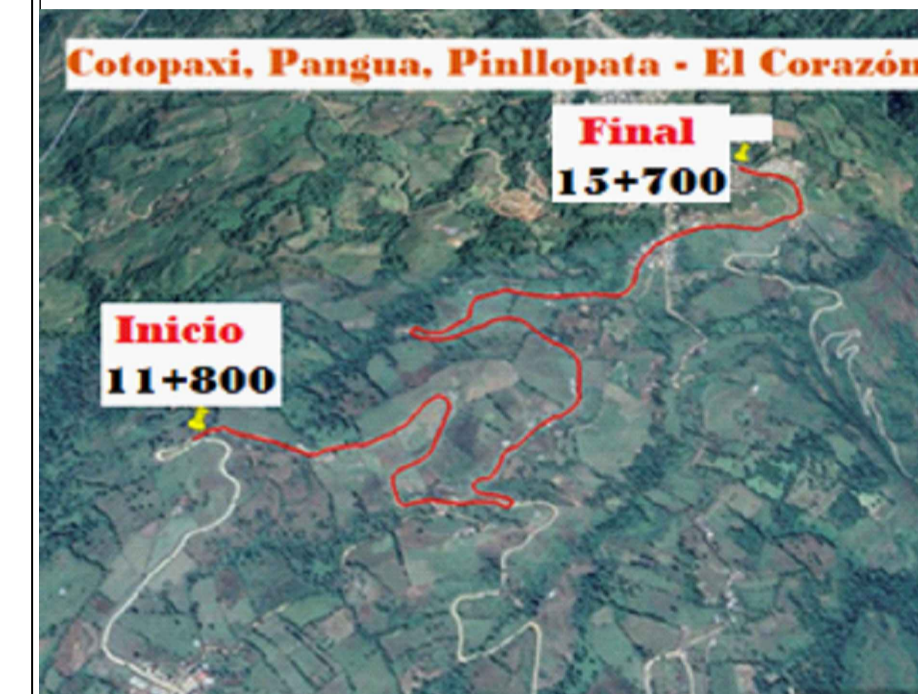 Cotopaxi, Pangua, Pinllopata - El Corazón
Final
15+700
Inicio
11+800